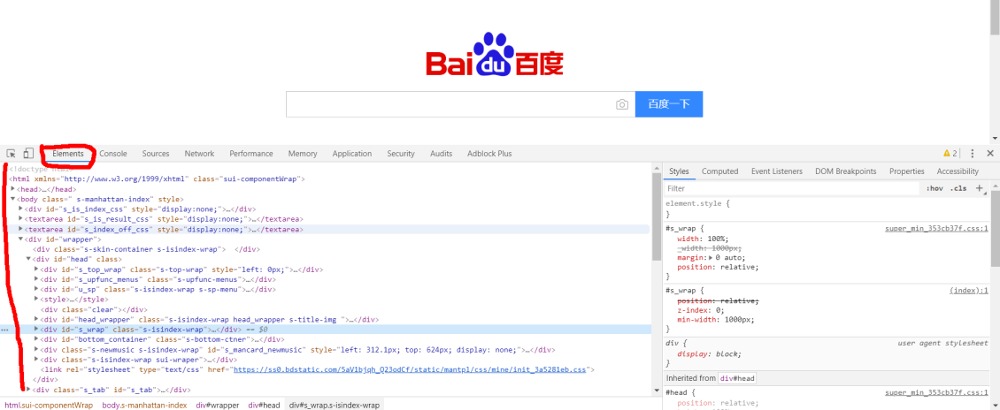 Bai du 百度
百度一下
Elements Console Sources Network Performance Memory Application Security Audits Adblock Plus 2
<!doctype html>
<html xmlns="http://www.w3.org/1999/xhtml" class="sui-componentWrap">
<head>…</head>
<body class=" s-manhattan-index" style>
<div id="s_is_index_css" style="display:none;">…</div>
<textarea id="s_is_result_css" style="display:none;">…</textarea>
<textarea id="s_index_off_css" style="display:none;">…</textarea>
<div id="wrapper">
<div class="s-skin-container s-isindex-wrap"> </div>
<div id="head" class>
<div id="s_top_wrap" class="s-top-wrap" style="left: 0px;">…</div>
<div id="s_upfunc_menus" class="s-upfunc-menus">…</div>
<div id="u_sp" class="s-isindex-wrap s-sp-menu">…</div>
<style>…</style>
<div class="clear"></div>
<div id="head_wrapper" class="s-isindex-wrap head_wrapper s-title-img ">…</div>
… <div id="s_wrap" class="s-isindex-wrap">…</div> == $0
<div id="bottom_container" class="s-bottom-ctner">…</div>
<div class="s-newmusic s-isindex-wrap" id="s_mancard_newmusic" style="left: 312.1px; top: 624px; display: none;">…</div>
<div class="s-isindex-wrap sui-wraper">…</div>
<link rel="stylesheet" type="text/css" href="https://ss0.bdstatic.com/5aV1bjqh_Q23odCf/static/mantpl/css/mine/init_3a5281eb.css">
</div>
<div class="s_tab" id="s_tab">…</div>
html.sui-componentWrap body.s-manhattan-index div#wrapper div#head div#s_wrap.s-isindex-wrap
Styles Computed Event Listeners DOM Breakpoints Properties Accessibility
Filter :hov .cls +
element.style {
}
#s_wrap { super_min_353cb37f.css:1
width: 100%;
_width: 1000px;
margin: 0 auto;
position: relative;
}
#s_wrap { (index):1
position: relative;
z-index: 0;
min-width: 1000px;
}
div { user agent stylesheet
display: block;
}
Inherited from div#head
#head { super_min_353cb37f.css:1
position: relative;